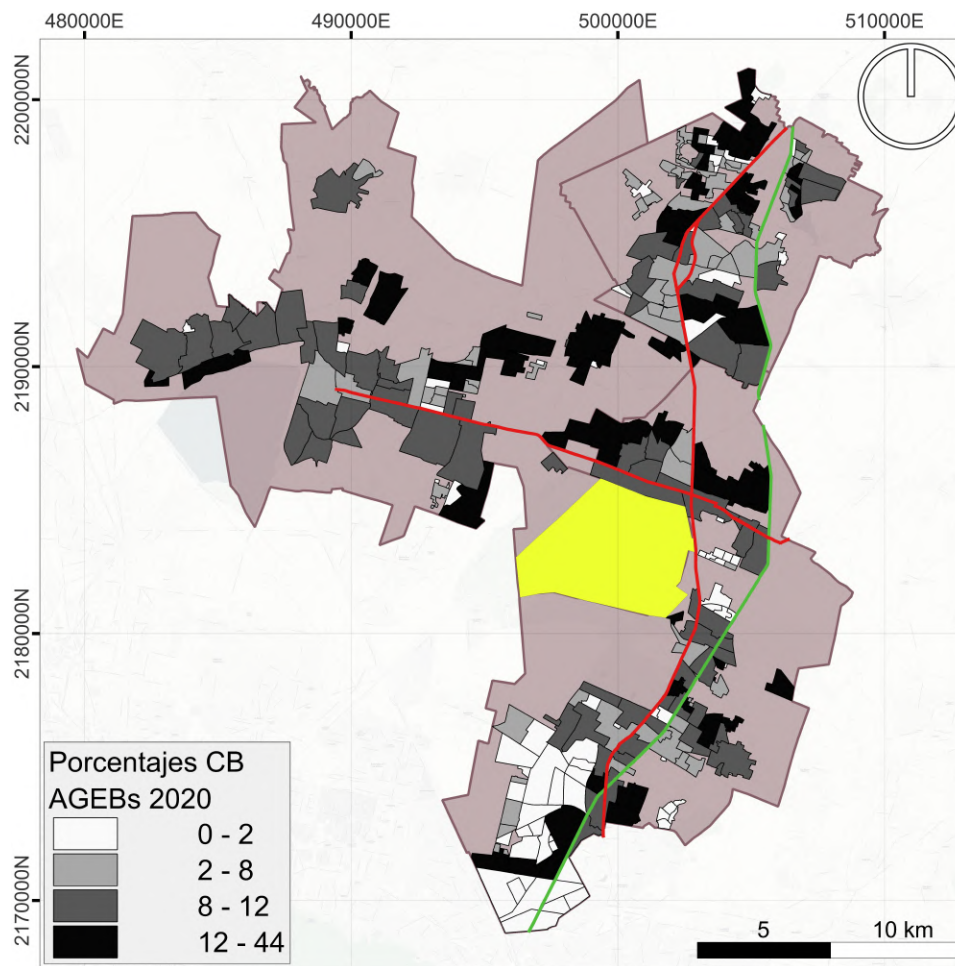 480000E 490000E 500000E 510000E
2200000N
2190000N
2180000N
2170000N
Porcentajes CB
AGEBs 2020
0 - 2
2 - 8
8 - 12
12 - 44
5 10 km